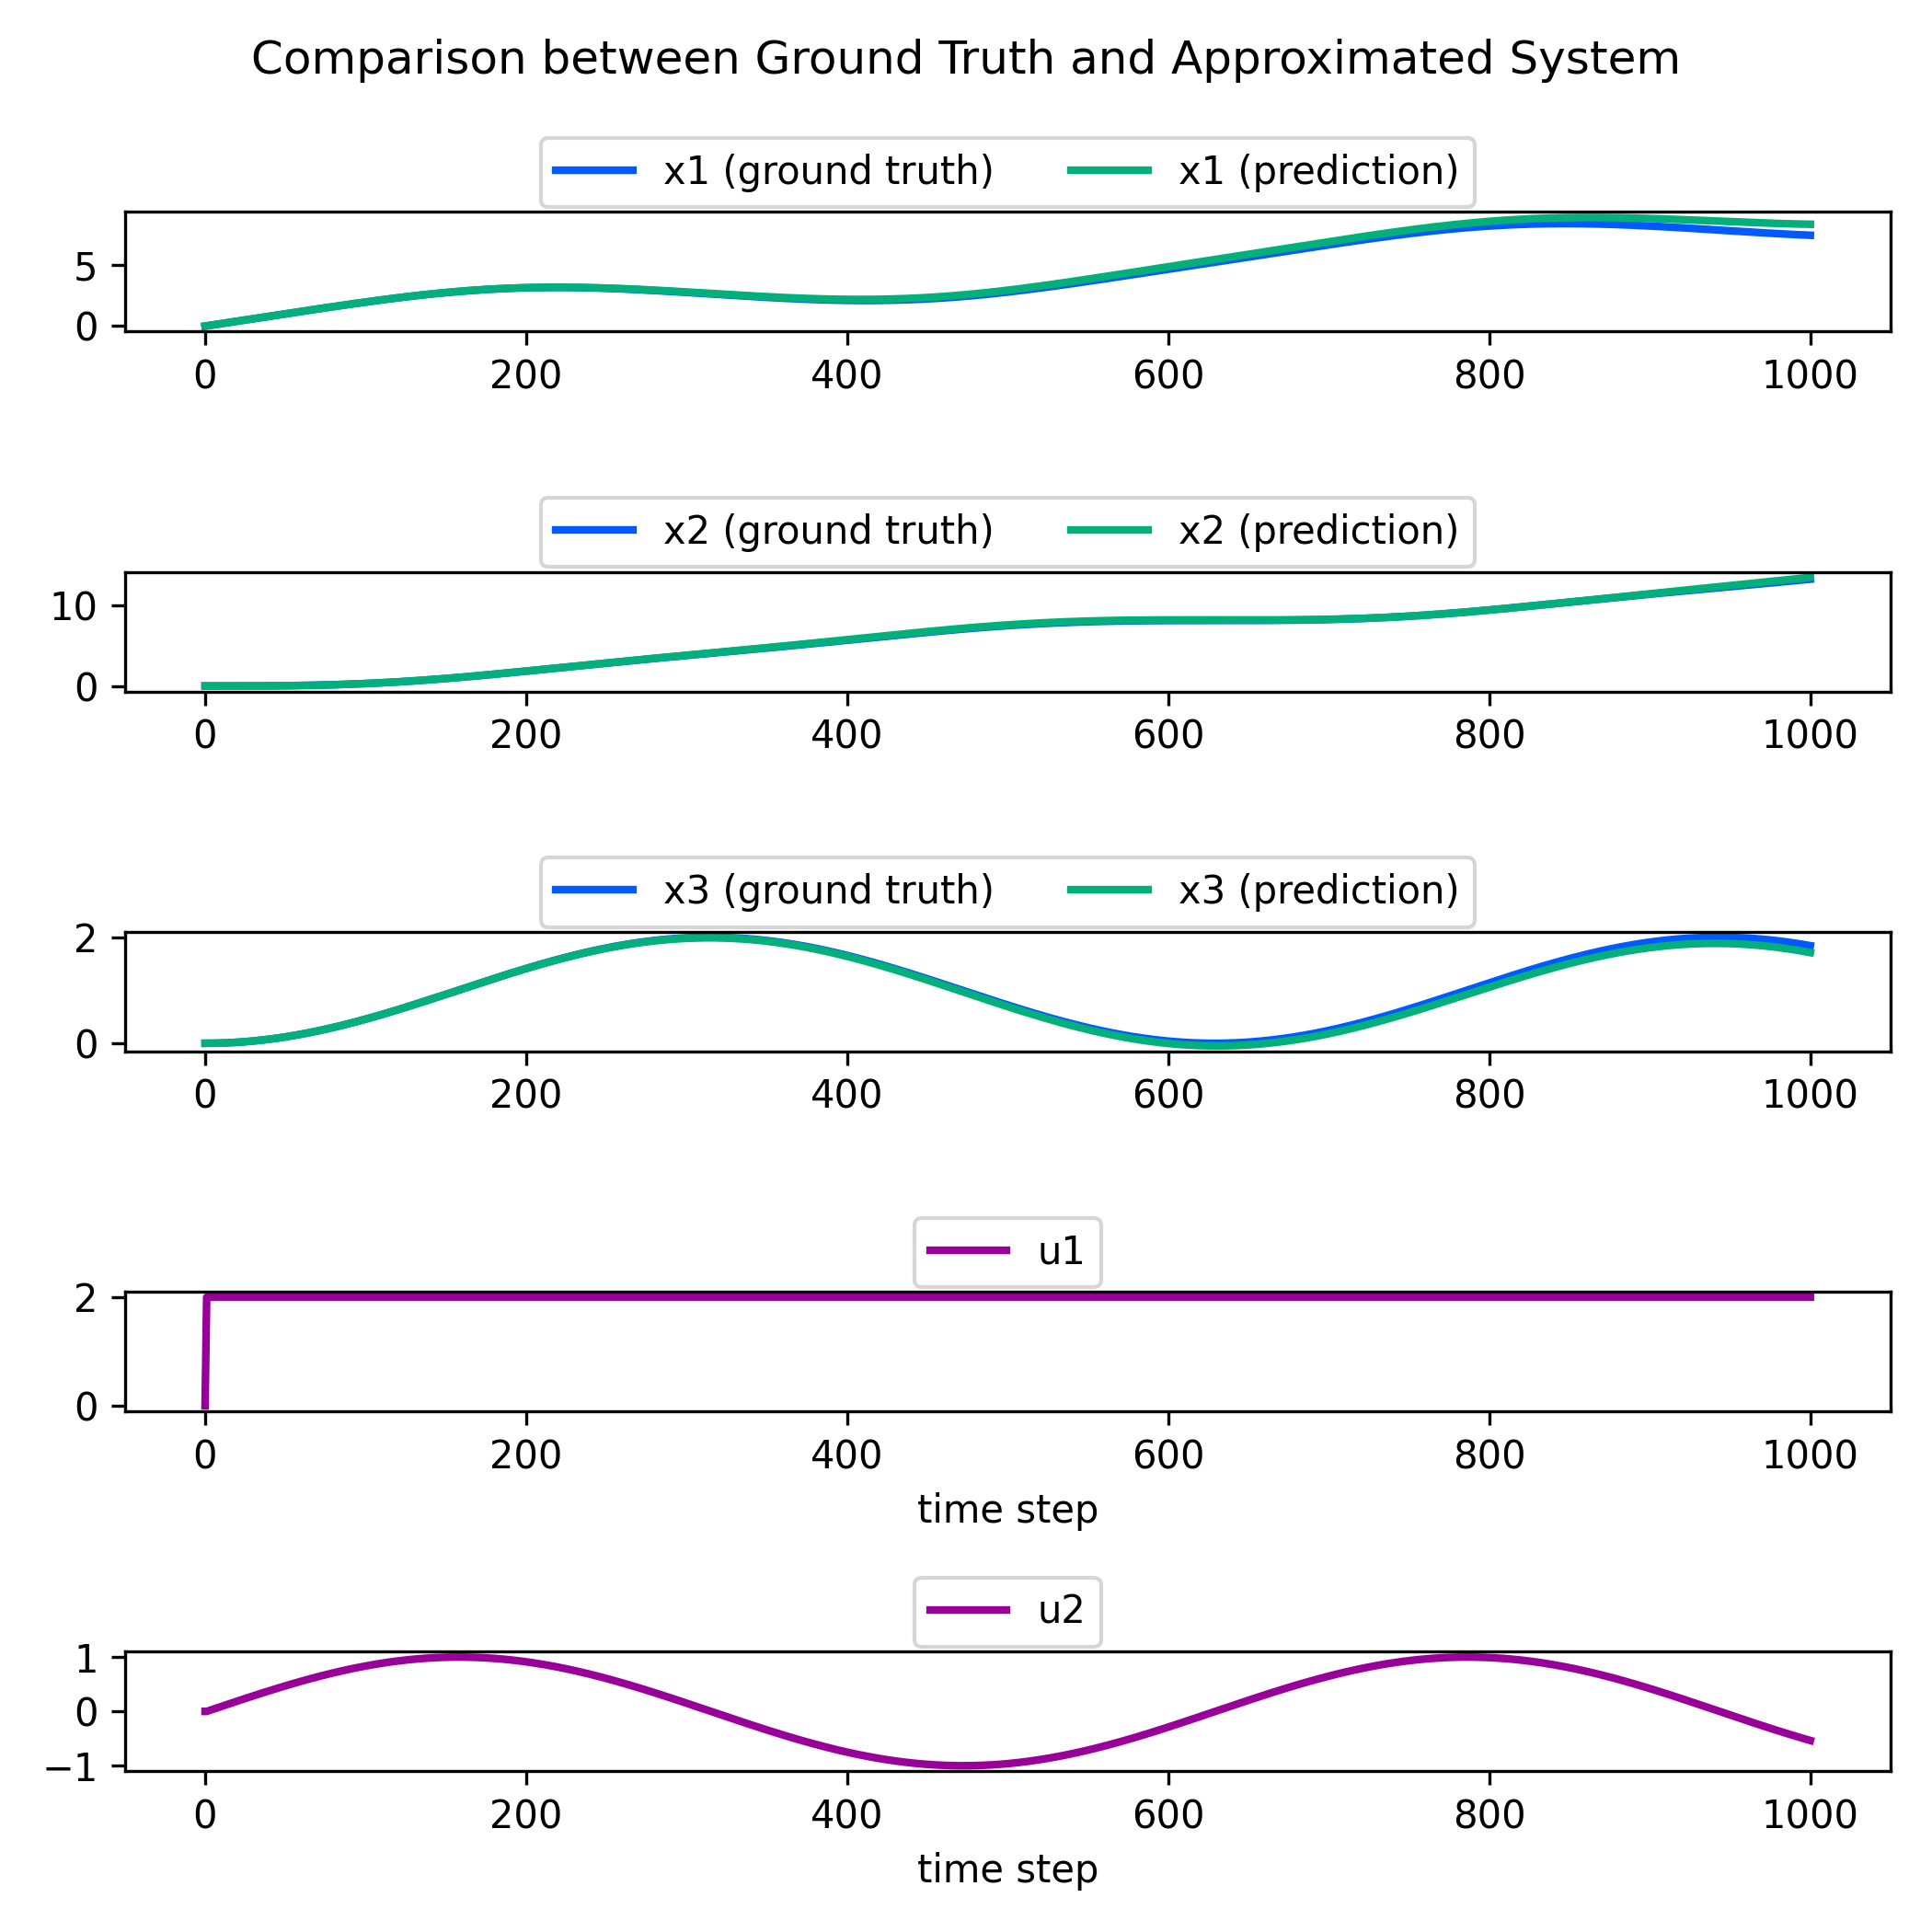 Comparison between Ground Truth and Approximated System
x1 (ground truth) x1 (prediction)
5
0
0 200 400 600 800 1000
x2 (ground truth) x2 (prediction)
10
0
0 200 400 600 800 1000
x3 (ground truth) x3 (prediction)
2
0
0 200 400 600 800 1000
u1
2
0
0 200 400 600 800 1000
time step
u2
1
0
−1
0 200 400 600 800 1000
time step